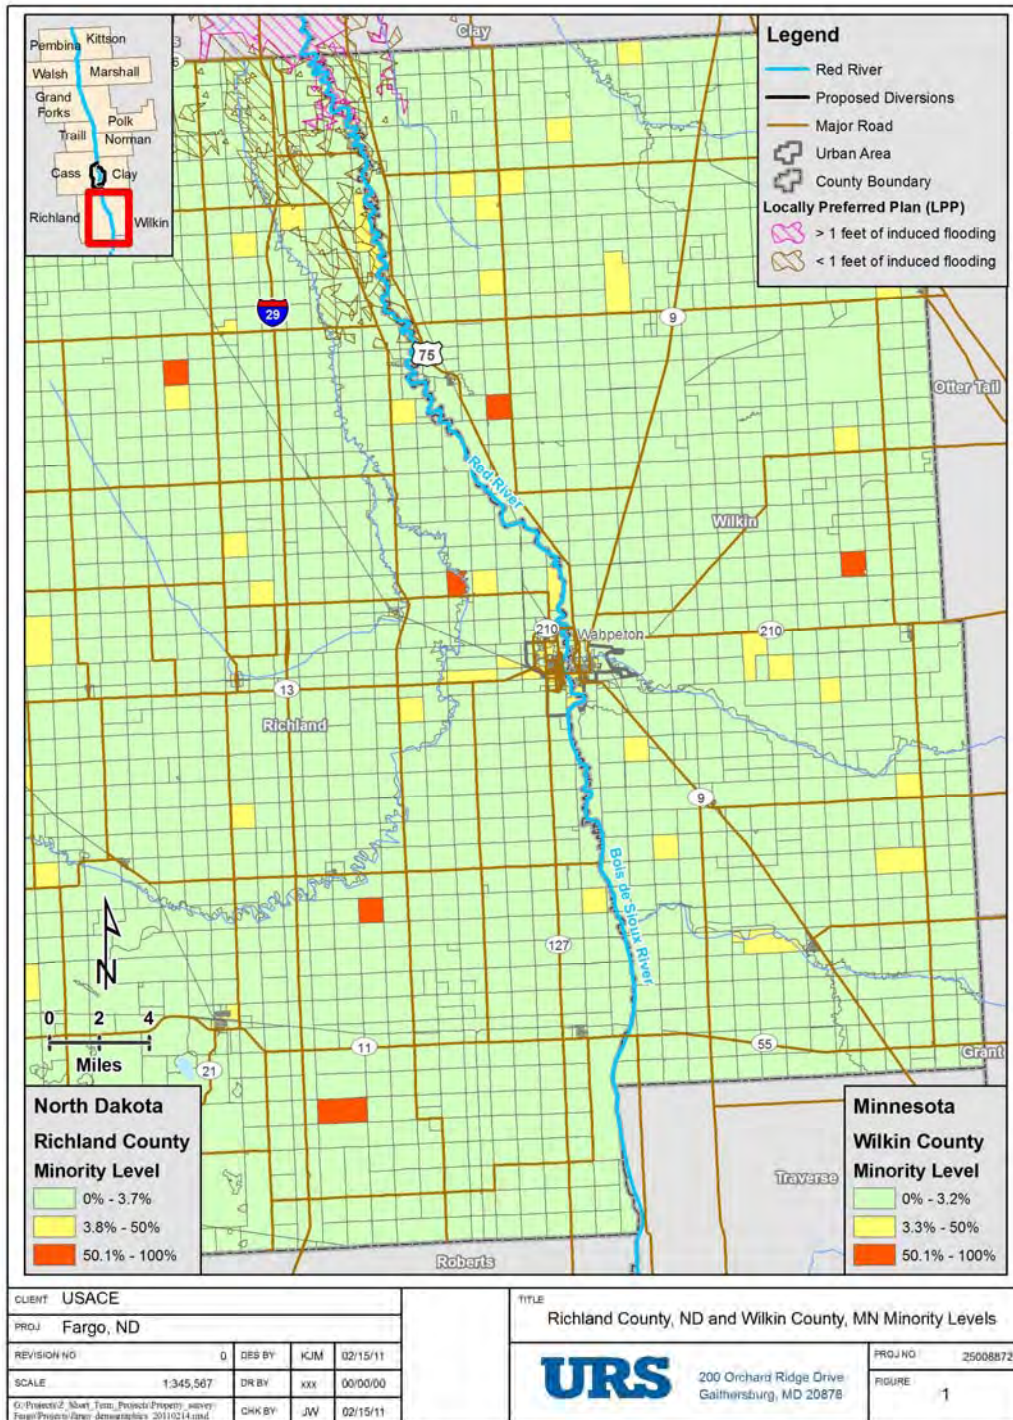 Pembina
Kittson
Walsh
Marshall
Grand
Forks
Polk
Traill
Norman
Cass
Clay
Richland
Wilkin
Clay
Legend
Red River
Proposed Diversions
Major Road
Urban Area
County Boundary
Locally Preferred Plan (LPP)
> 1 feet of induced flooding
< 1 feet of induced flooding
29
9
75
Otter Tail
Red River
Wilkin
210
Wahpeton
210
13
Richland
9
Bois de Sioux River
127
N
0 2 4
Miles
11
55
Grant
21
North Dakota
Richland County
Minority Level
0% - 3.7%
3.8% - 50%
50.1% - 100%
Minnesota
Wilkin County
Minority Level
0% - 3.2%
3.3% - 50%
50.1% - 100%
Traverse
Roberts
CLIENT USACE
PROJ Fargo, ND
REVISION NO 0 DES BY KJM 02/15/11
SCALE 1:345,567 DR BY xxx 00/00/00
CHK BY JW 02/15/11
TITLE
Richland County, ND and Wilkin County, MN Minority Levels
URS
200 Orchard Ridge Drive
Gaithersburg, MD 20878
PROJ NO 25008872
FIGURE 1